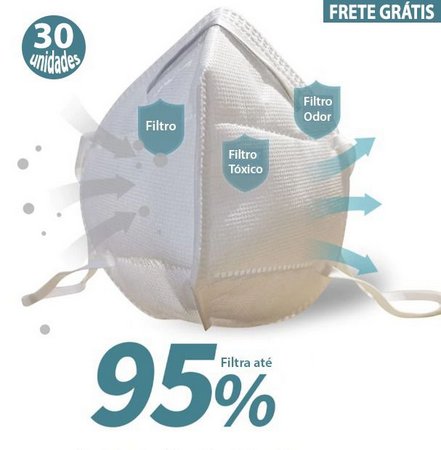 FRETE GRÁTIS
30
unidades
Filtro
Filtro
Odor
Filtro
Tóxico
Filtra até
95%